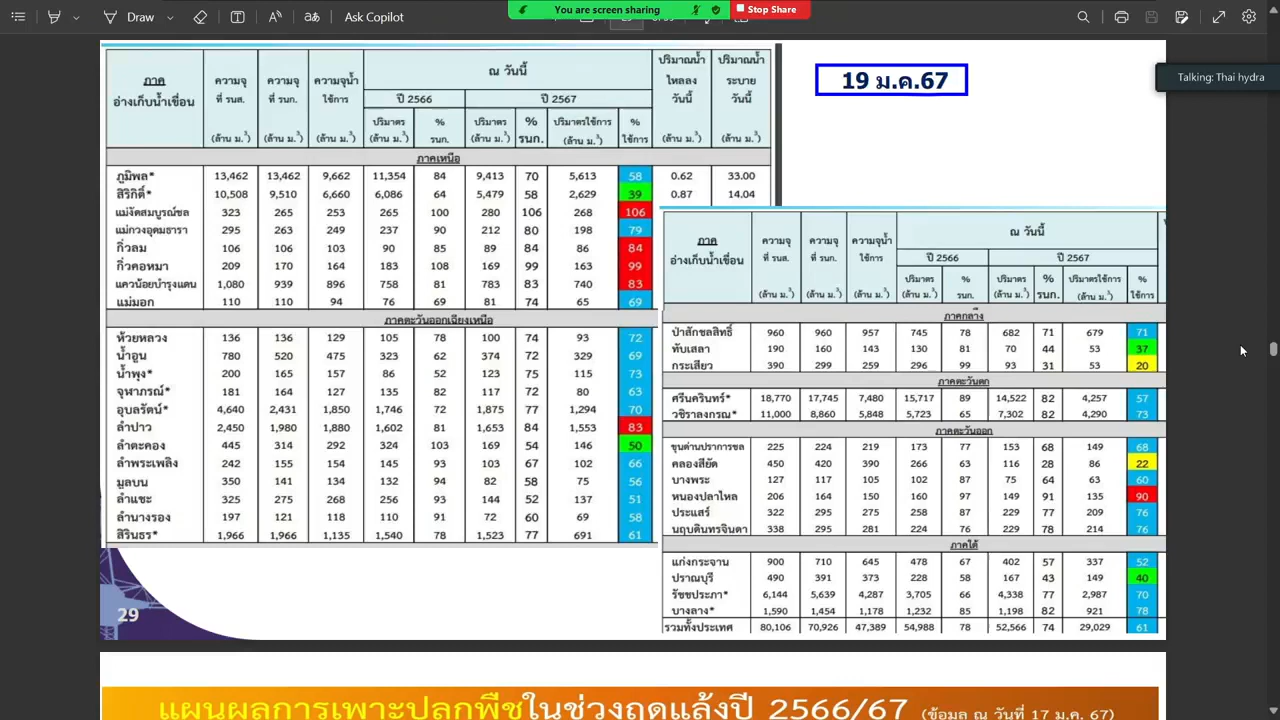 Draw
Ask Copilot
You are screen sharing
Stop Share
Talking: Thai hydra
19 ม.ค.67
ภาค
อ่างเก็บน้ำเขื่อน
ความจุ ที่ รนส. (ล้าน ม.³)
ความจุ ที่ รนก. (ล้าน ม.³)
ความจุน้ำ ใช้การ (ล้าน ม.³)
ณ วันนี้
ปี 2566
ปี 2567
ปริมาตร (ล้าน ม.³)
% รนก.
ปริมาตร (ล้าน ม.³)
% รนก.
ปริมาตรใช้การ (ล้าน ม.³)
% ใช้การ
ปริมาณน้ำ ไหลลง วันนี้ (ล้าน ม.³)
ปริมาณน้ำ ระบาย วันนี้ (ล้าน ม.³)
ภาคเหนือ
ภูมิพล* 13,462 13,462 9,662 11,354 84 9,413 70 5,613 58 0.62 33.00
สิริกิติ์* 10,508 9,510 6,660 6,086 64 5,479 58 2,629 39 0.87 14.04
แม่งัดสมบูรณ์ชล 323 265 253 265 100 280 106 268 106
แม่กวงอุดมธารา 295 263 249 237 90 212 80 198 79
กิ่วลม 106 106 103 90 85 89 84 86 84
กิ่วคอหมา 209 170 164 183 108 169 99 163 99
แควน้อยบำรุงแดน 1,080 939 896 758 81 783 83 740 83
แม่มอก 110 110 94 76 69 81 74 65 69
ภาคตะวันออกเฉียงเหนือ
ห้วยหลวง 136 136 129 105 78 100 74 93 72
น้ำอูน 780 520 475 323 62 374 72 329 69
น้ำพุง* 200 165 157 86 52 123 75 115 73
จุฬาภรณ์* 181 164 127 135 82 117 72 80 63
อุบลรัตน์* 4,640 2,431 1,850 1,746 72 1,875 77 1,294 70
ลำปาว 2,450 1,980 1,880 1,602 81 1,653 84 1,553 83
ลำตะคอง 445 314 292 324 103 169 54 146 50
ลำพระเพลิง 242 155 154 145 93 103 67 102 66
มูลบน 350 141 134 132 94 82 58 75 56
ลำแชะ 325 275 268 256 93 144 52 137 51
ลำนางรอง 197 121 118 110 91 72 60 69 58
สิรินธร* 1,966 1,966 1,135 1,540 78 1,523 77 691 61
29
ภาค
อ่างเก็บน้ำเขื่อน
ความจุ ที่ รนส. (ล้าน ม.³)
ความจุ ที่ รนก. (ล้าน ม.³)
ความจุน้ำ ใช้การ (ล้าน ม.³)
ณ วันนี้
ปี 2566
ปี 2567
ปริมาตร (ล้าน ม.³)
% รนก.
ปริมาตร (ล้าน ม.³)
% รนก.
ปริมาตรใช้การ (ล้าน ม.³)
% ใช้การ
ภาคกลาง
ป่าสักชลสิทธิ์ 960 960 957 745 78 682 71 679 71
ทับเสลา 190 160 143 130 81 70 44 53 37
กระเสียว 390 299 259 296 99 93 31 53 20
ภาคตะวันตก
ศรีนครินทร์* 18,770 17,745 7,480 15,717 89 14,522 82 4,257 57
วชิราลงกรณ* 11,000 8,860 5,848 5,723 65 7,302 82 4,290 73
ภาคตะวันออก
ขุนด่านปราการชล 225 224 219 173 77 153 68 149 68
คลองสียัด 450 420 390 266 63 116 28 86 22
บางพระ 127 117 105 102 87 75 64 63 60
หนองปลาไหล 206 164 150 160 97 149 91 135 90
ประแสร์ 322 295 275 258 87 229 77 209 76
นฤบดินทรจินดา 338 295 281 224 76 229 78 214 76
ภาคใต้
แก่งกระจาน 900 710 645 478 67 402 57 337 52
ปราณบุรี 490 391 373 228 58 167 43 149 40
รัชชประภา* 6,144 5,639 4,287 3,705 66 4,338 77 2,987 70
บางลาง* 1,590 1,454 1,178 1,232 85 1,198 82 921 78
รวมทั้งประเทศ 80,106 70,926 47,389 54,988 78 52,566 74 29,029 61
แผนผลการเพาะปลูกพืชในช่วงฤดูแล้งปี 2566/67 (ข้อมูล ณ วันที่ 17 ม.ค. 67)